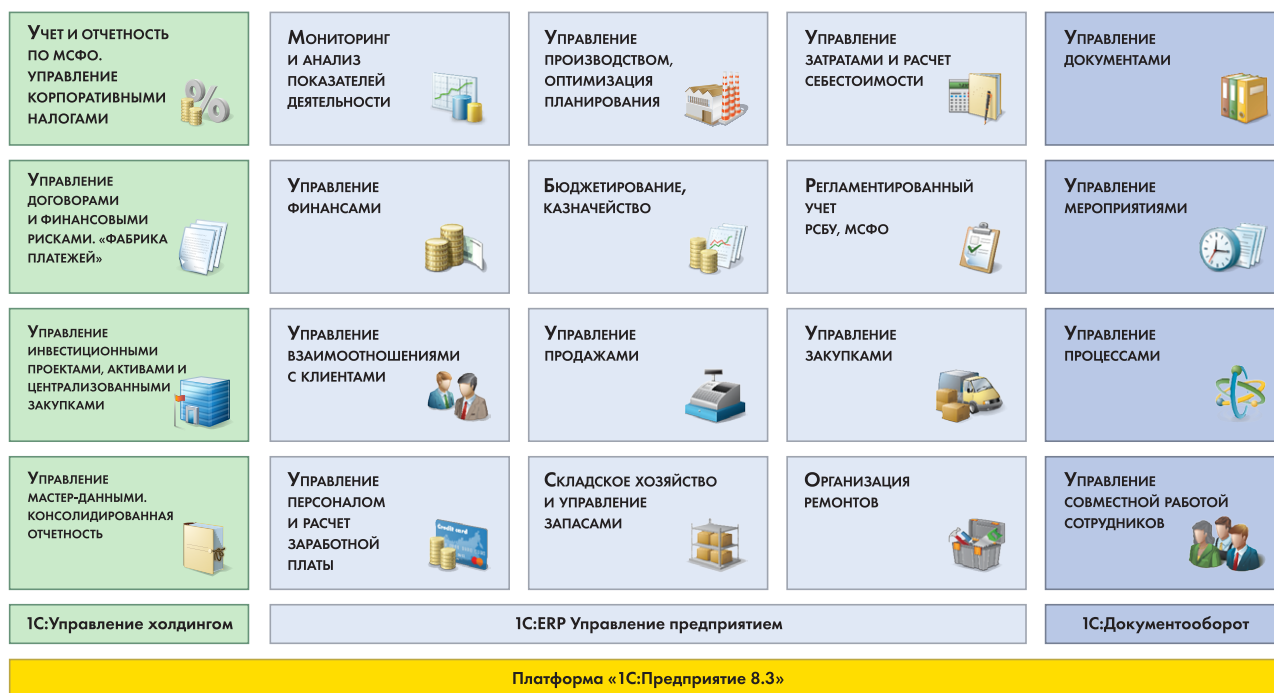 Учет и отчетность
по МСФО.
управление
корпоративными
налогами
Мониторинг
и анализ
показателей
деятельности
Управление
производством,
оптимизация
планирования
Управление
затратами и расчет
себестоимости
Управление
документами
Управление
договорами
и финансовыми
рисками. «Фабрика
платежей»
Управление
финансами
Бюджетирование,
казначейство
Регламентированный
учет
РСБУ, МСФО
Управление
мероприятиями
Управление
инвестиционными
проектами, активами и
централизованными
закупками
Управление
взаимоотношениями
с клиентами
Управление
продажами
Управление
закупками
Управление
процессами
Управление
мастер-данными.
консолидированная
отчетность
Управление
персоналом
и расчет
заработной
платы
Credit card
Складское хозяйство
и управление
запасами
Организация
ремонтов
Управление
совместной работой
сотрудников
1С:Управление холдингом
1С:ERP Управление предприятием
1С:Документооборот
Платформа «1С:Предприятие 8.3»